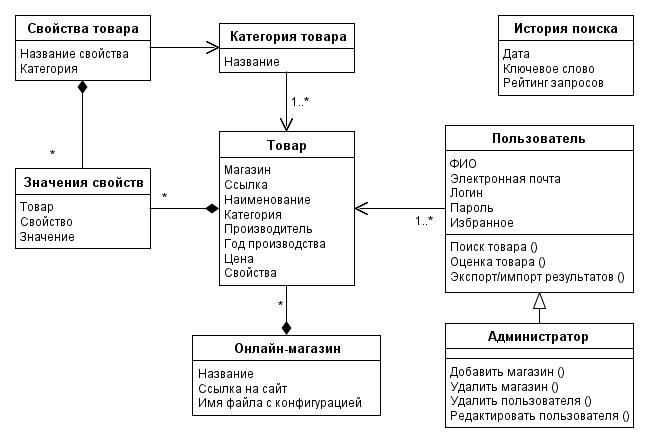 Свойства товара
Название свойства
Категория
Категория товара
Название
История поиска
Дата
Ключевое слово
Рейтинг запросов
1..*
*
Товар
Магазин
Ссылка
Наименование
Категория
Производитель
Год производства
Цена
Свойства
Пользователь
ФИО
Электронная почта
Логин
Пароль
Избранное
Поиск товара ()
Оценка товара ()
Экспорт/импорт результатов ()
Значения свойств
Товар
Свойство
Значение
*
1..*
*
Онлайн-магазин
Название
Ссылка на сайт
Имя файла с конфигурацией
Администратор
Добавить магазин ()
Удалить магазин ()
Удалить пользователя ()
Редактировать пользователя ()